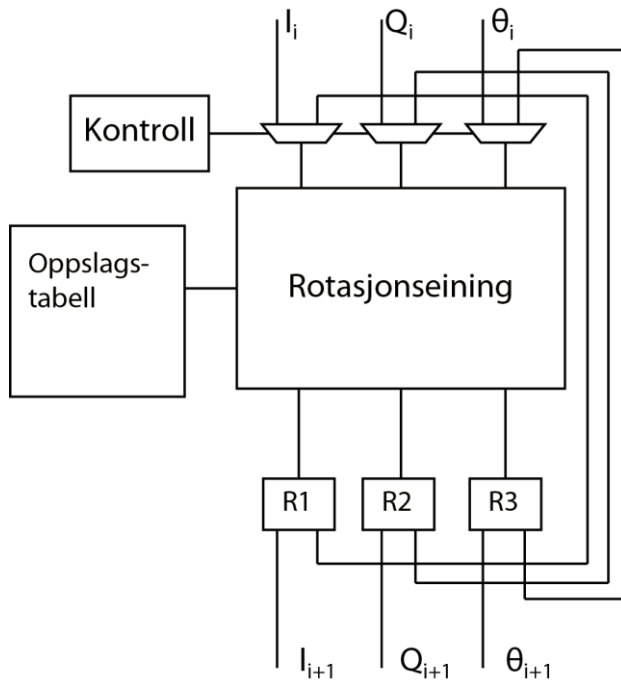 Iᵢ
Qᵢ
θᵢ
Kontroll
Oppslags-
tabell
Rotasjonseining
R1
R2
R3
Iᵢ₊₁
Qᵢ₊₁
θᵢ₊₁